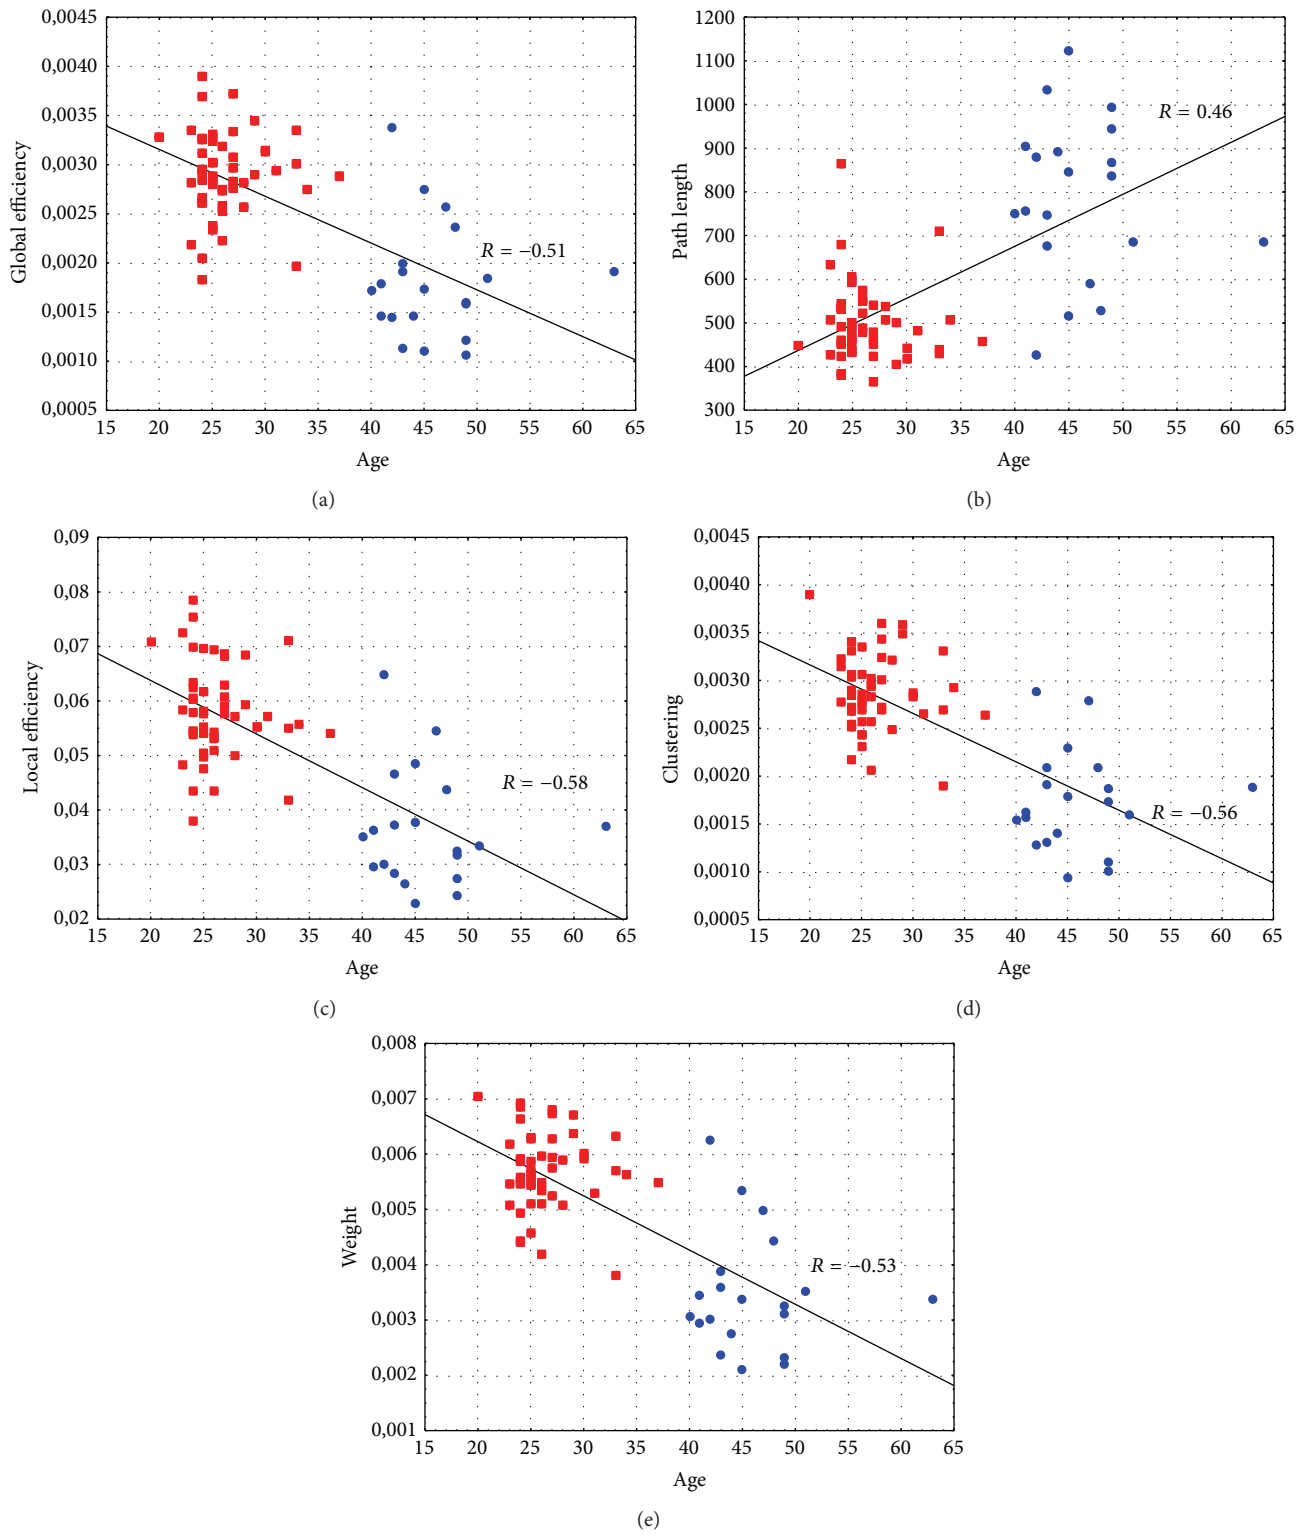 0,0045
0,0040
0,0035
0,0030
0,0025
0,0020
0,0015
0,0010
0,0005
Global efficiency
R = −0.51
15 20 25 30 35 40 45 50 55 60 65
Age
(a)
1200
1100
1000
900
800
700
600
500
400
300
Path length
R = 0.46
15 20 25 30 35 40 45 50 55 60 65
Age
(b)
0,09
0,08
0,07
0,06
0,05
0,04
0,03
0,02
Local efficiency
R = −0.58
15 20 25 30 35 40 45 50 55 60 65
Age
(c)
0,0045
0,0040
0,0035
0,0030
0,0025
0,0020
0,0015
0,0010
0,0005
Clustering
R = −0.56
15 20 25 30 35 40 45 50 55 60 65
Age
(d)
0,008
0,007
0,006
0,005
0,004
0,003
0,002
0,001
Weight
R = −0.53
15 20 25 30 35 40 45 50 55 60 65
Age
(e)